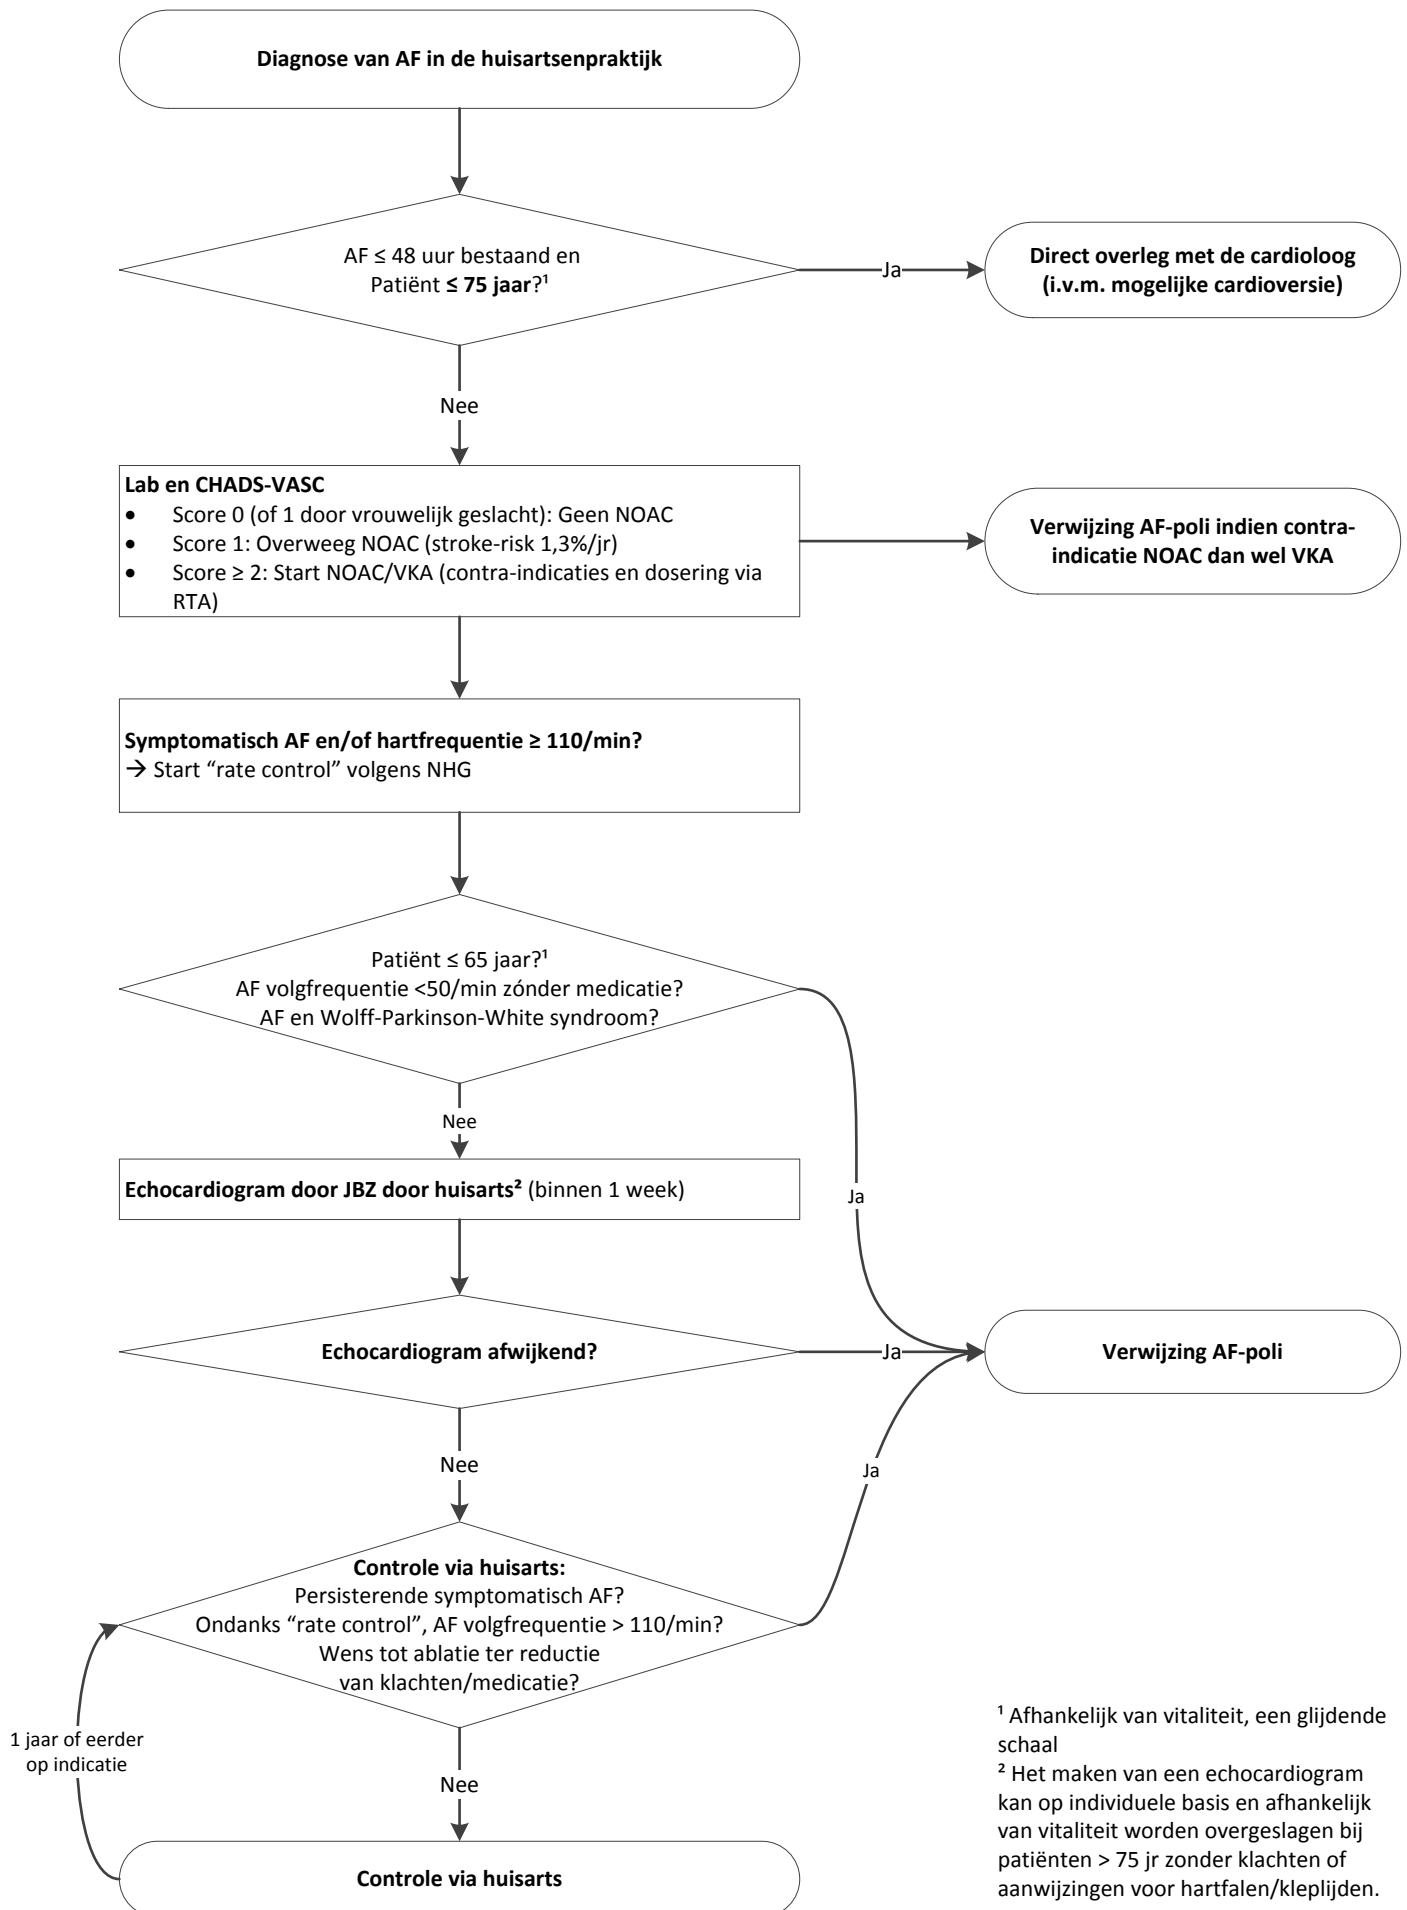 Diagnose van AF in de huisartsenpraktijk
AF ≤ 48 uur bestaand en
Patiënt ≤ 75 jaar?¹
Ja
Direct overleg met de cardioloog
(i.v.m. mogelijke cardioversie)
Nee
Lab en CHADS-VASC
• Score 0 (of 1 door vrouwelijk geslacht): Geen NOAC
• Score 1: Overweeg NOAC (stroke-risk 1,3%/jr)
• Score ≥ 2: Start NOAC/VKA (contra-indicaties en dosering via
RTA)
Verwijzing AF-poli indien contra-
indicatie NOAC dan wel VKA
Symptomatisch AF en/of hartfrequentie ≥ 110/min?
→ Start “rate control” volgens NHG
Patiënt ≤ 65 jaar?¹
AF volgfrequentie <50/min zónder medicatie?
AF en Wolff-Parkinson-White syndroom?
Nee
Ja
Echocardiogram door JBZ door huisarts² (binnen 1 week)
Echocardiogram afwijkend?
Ja
Verwijzing AF-poli
Nee
Ja
Controle via huisarts:
Persisterende symptomatisch AF?
Ondanks “rate control”, AF volgfrequentie > 110/min?
Wens tot ablatie ter reductie
van klachten/medicatie?
1 jaar of eerder
op indicatie
Nee
Controle via huisarts
¹ Afhankelijk van vitaliteit, een glijdende
schaal
² Het maken van een echocardiogram
kan op individuele basis en afhankelijk
van vitaliteit worden overgeslagen bij
patiënten > 75 jr zonder klachten of
aanwijzingen voor hartfalen/kleplijden.